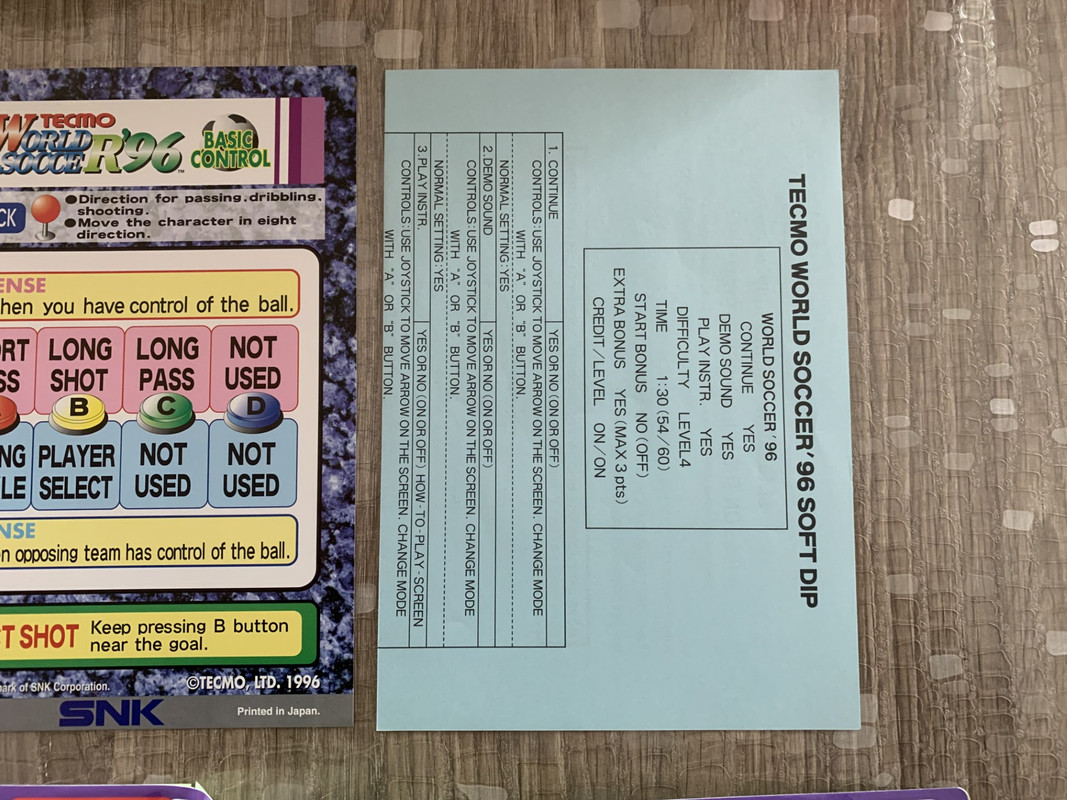 TECMO
WORLD
SOCCER'96
™
BASIC
CONTROL
●Direction for passing.dribbling.
shooting.
●Move the character in eight
direction.
hen you have control of the ball.
LONG
SHOT
LONG
PASS
NOT
USED
B
C
D
PLAYER
SELECT
NOT
USED
NOT
USED
opposing team has control of the ball.
SHOT
Keep pressing B button
near the goal.
of SNK Corporation.
©TECMO, LTD. 1996
SNK
Printed in Japan.
TECMO WORLD SOCCER' 96 SOFT DIP
WORLD SOCCER '96
CONTINUE YES
DEMO SOUND YES
PLAY INSTR. YES
DIFFICULTY LEVEL4
TIME 1:30 (54/60)
START BONUS NO (OFF)
EXTRA BONUS YES (MAX 3 pts)
CREDIT/LEVEL ON/ON
1. CONTINUE YES OR NO (ON OR OFF)
CONTROLS:USE JOYSTICK TO MOVE ARROW ON THE SCREEN. CHANGE MODE
WITH "A" OR "B" BUTTON.
NORMAL SETTING:YES
2.DEMO SOUND YES OR NO (ON OR OFF)
CONTROLS:USE JOYSTICK TO MOVE ARROW ON THE SCREEN. CHANGE MODE
WITH "A" OR "B" BUTTON.
NORMAL SETTING:YES
3.PLAY INSTR. YES OR NO (ON OR OFF) HOW-TO-PLAY-SCREEN
CONTROLS:USE JOYSTICK TO MOVE ARROW ON THE SCREEN. CHANGE MODE
WITH "A" OR "B" BUTTON.